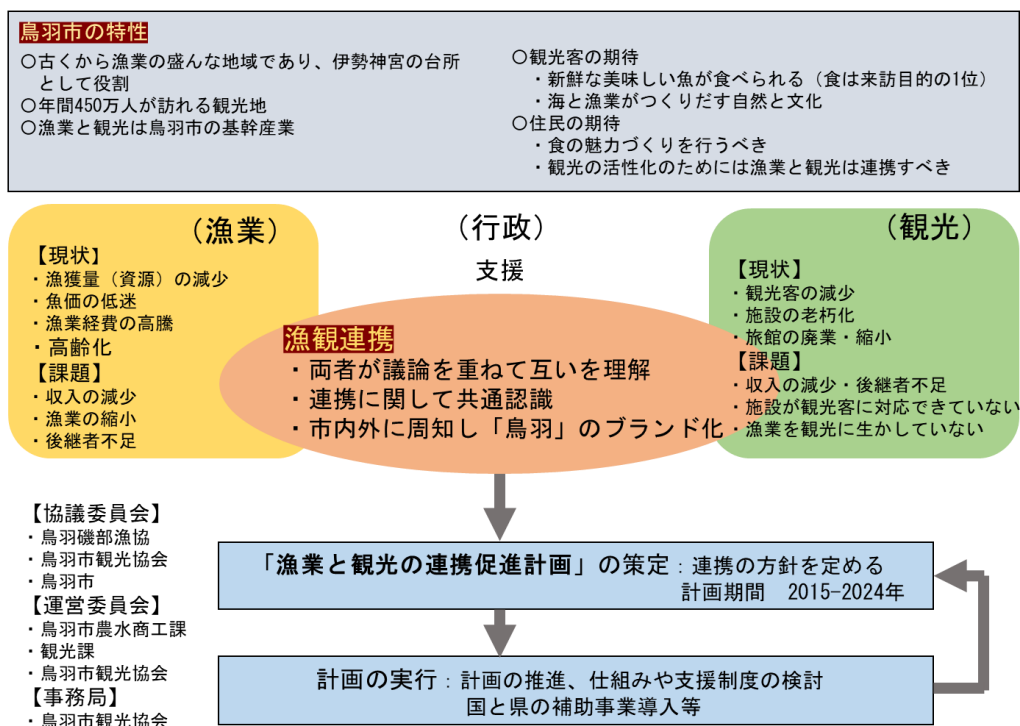 鳥羽市の特性
○古くから漁業の盛んな地域であり、伊勢神宮の台所
として役割
○年間450万人が訪れる観光地
○漁業と観光は鳥羽市の基幹産業
○観光客の期待
・新鮮な美味しい魚が食べられる（食は来訪目的の1位）
・海と漁業がつくりだす自然と文化
○住民の期待
・食の魅力づくりを行うべき
・観光の活性化のためには漁業と観光は連携すべき
（漁業）
【現状】
・漁獲量（資源）の減少
・魚価の低迷
・漁業経費の高騰
・高齢化
【課題】
・収入の減少
・漁業の縮小
・後継者不足
（行政）
支援
漁観連携
・両者が議論を重ねて互いを理解
・連携に関して共通認識
・市内外に周知し「鳥羽」のブランド化
（観光）
【現状】
・観光客の減少
・施設の老朽化
・旅館の廃業・縮小
【課題】
・収入の減少・後継者不足
・施設が観光客に対応できていない
・漁業を観光に生かしていない
【協議委員会】
・鳥羽磯部漁協
・鳥羽市観光協会
・鳥羽市
【運営委員会】
・鳥羽市農水商工課
・観光課
・鳥羽市観光協会
【事務局】
・鳥羽市観光協会
「漁業と観光の連携促進計画」の策定：連携の方針を定める
計画期間　2015-2024年
計画の実行：計画の推進、仕組みや支援制度の検討
国と県の補助事業導入等